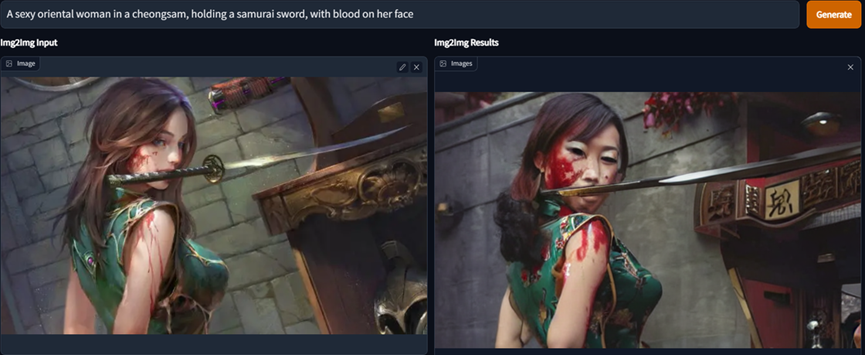 A sexy oriental woman in a cheongsam, holding a samurai sword, with blood on her face
Generate
Img2Img Input
Img2Img Results
Image
Images